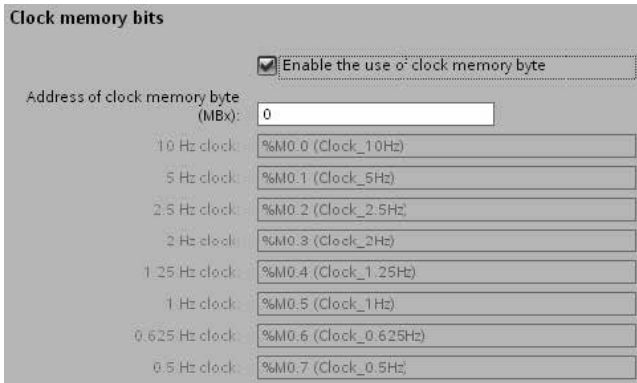 Clock memory bits
Enable the use of clock memory byte
Address of clock memory byte
(MBx): 0
10 Hz clock: %M0.0 (Clock_10Hz)
5 Hz clock: %M0.1 (Clock_5Hz)
2.5 Hz clock: %M0.2 (Clock_2.5Hz)
2 Hz clock: %M0.3 (Clock_2Hz)
1.25 Hz clock: %M0.4 (Clock_1.25Hz)
1 Hz clock: %M0.5 (Clock_1Hz)
0.625 Hz clock: %M0.6 (Clock_0.625Hz)
0.5 Hz clock: %M0.7 (Clock_0.5Hz)